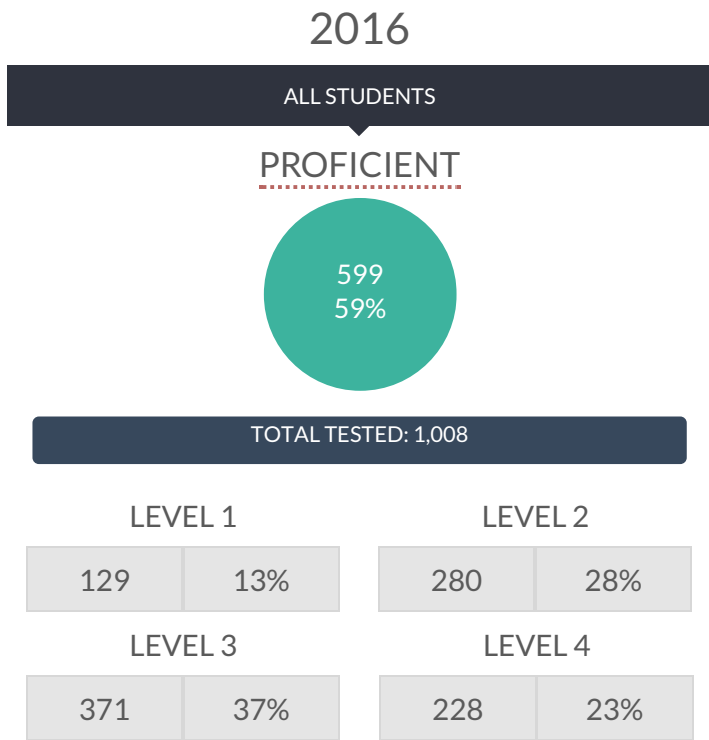 2016
ALL STUDENTS
PROFICIENT
599
59%
TOTAL TESTED: 1,008
LEVEL 1
129 13%
LEVEL 2
280 28%
LEVEL 3
371 37%
LEVEL 4
228 23%